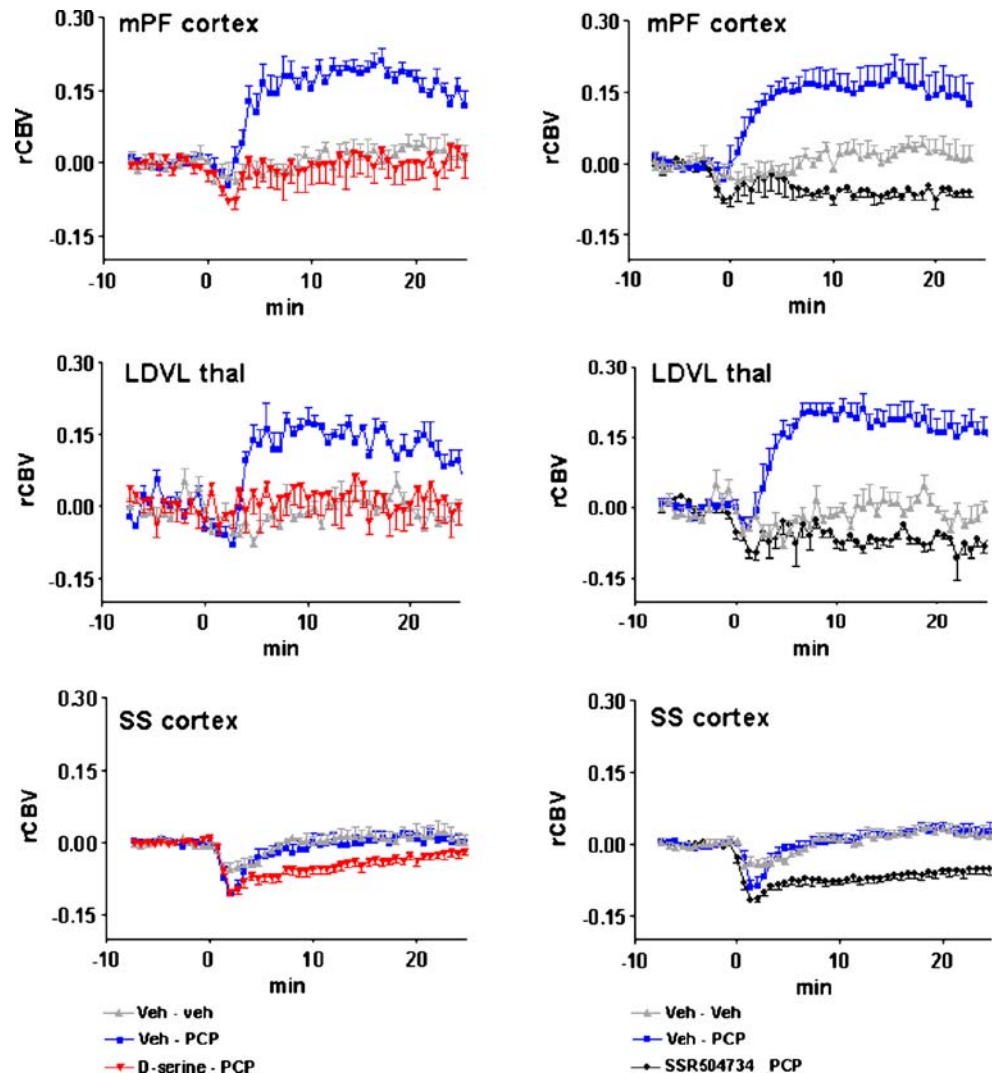 mPF cortex
0.30
0.15
0.00
-0.15
rCBV
-10 0 10 20
min
mPF cortex
0.30
0.15
0.00
-0.15
rCBV
-10 0 10 20
min
LDVL thal
0.30
0.15
0.00
-0.15
rCBV
-10 0 10 20
min
LDVL thal
0.30
0.15
0.00
-0.15
rCBV
-10 0 10 20
min
SS cortex
0.30
0.15
0.00
-0.15
rCBV
-10 0 10 20
min
SS cortex
0.30
0.15
0.00
-0.15
rCBV
-10 0 10 20
min
Veh - veh
Veh - PCP
D-serine - PCP
Veh - Veh
Veh - PCP
SSR504734 PCP